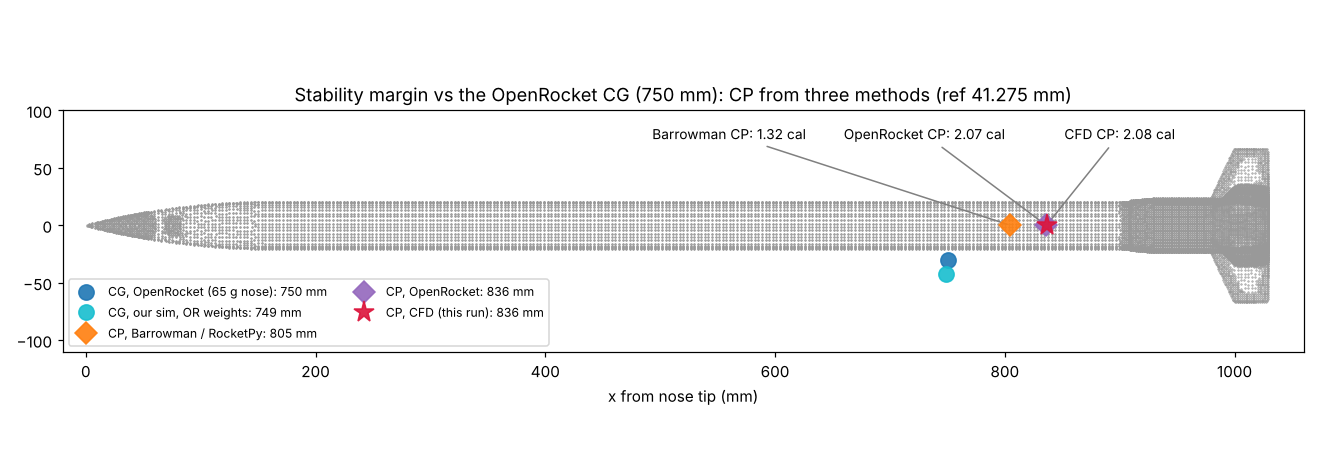 Stability margin vs the OpenRocket CG (750 mm): CP from three methods (ref 41.275 mm)
100
50
0
−50
−100
Barrowman CP: 1.32 cal
OpenRocket CP: 2.07 cal
CFD CP: 2.08 cal
CG, OpenRocket (65 g nose): 750 mm
CG, our sim, OR weights: 749 mm
CP, Barrowman / RocketPy: 805 mm
CP, OpenRocket: 836 mm
CP, CFD (this run): 836 mm
0
200
400
600
800
1000
x from nose tip (mm)